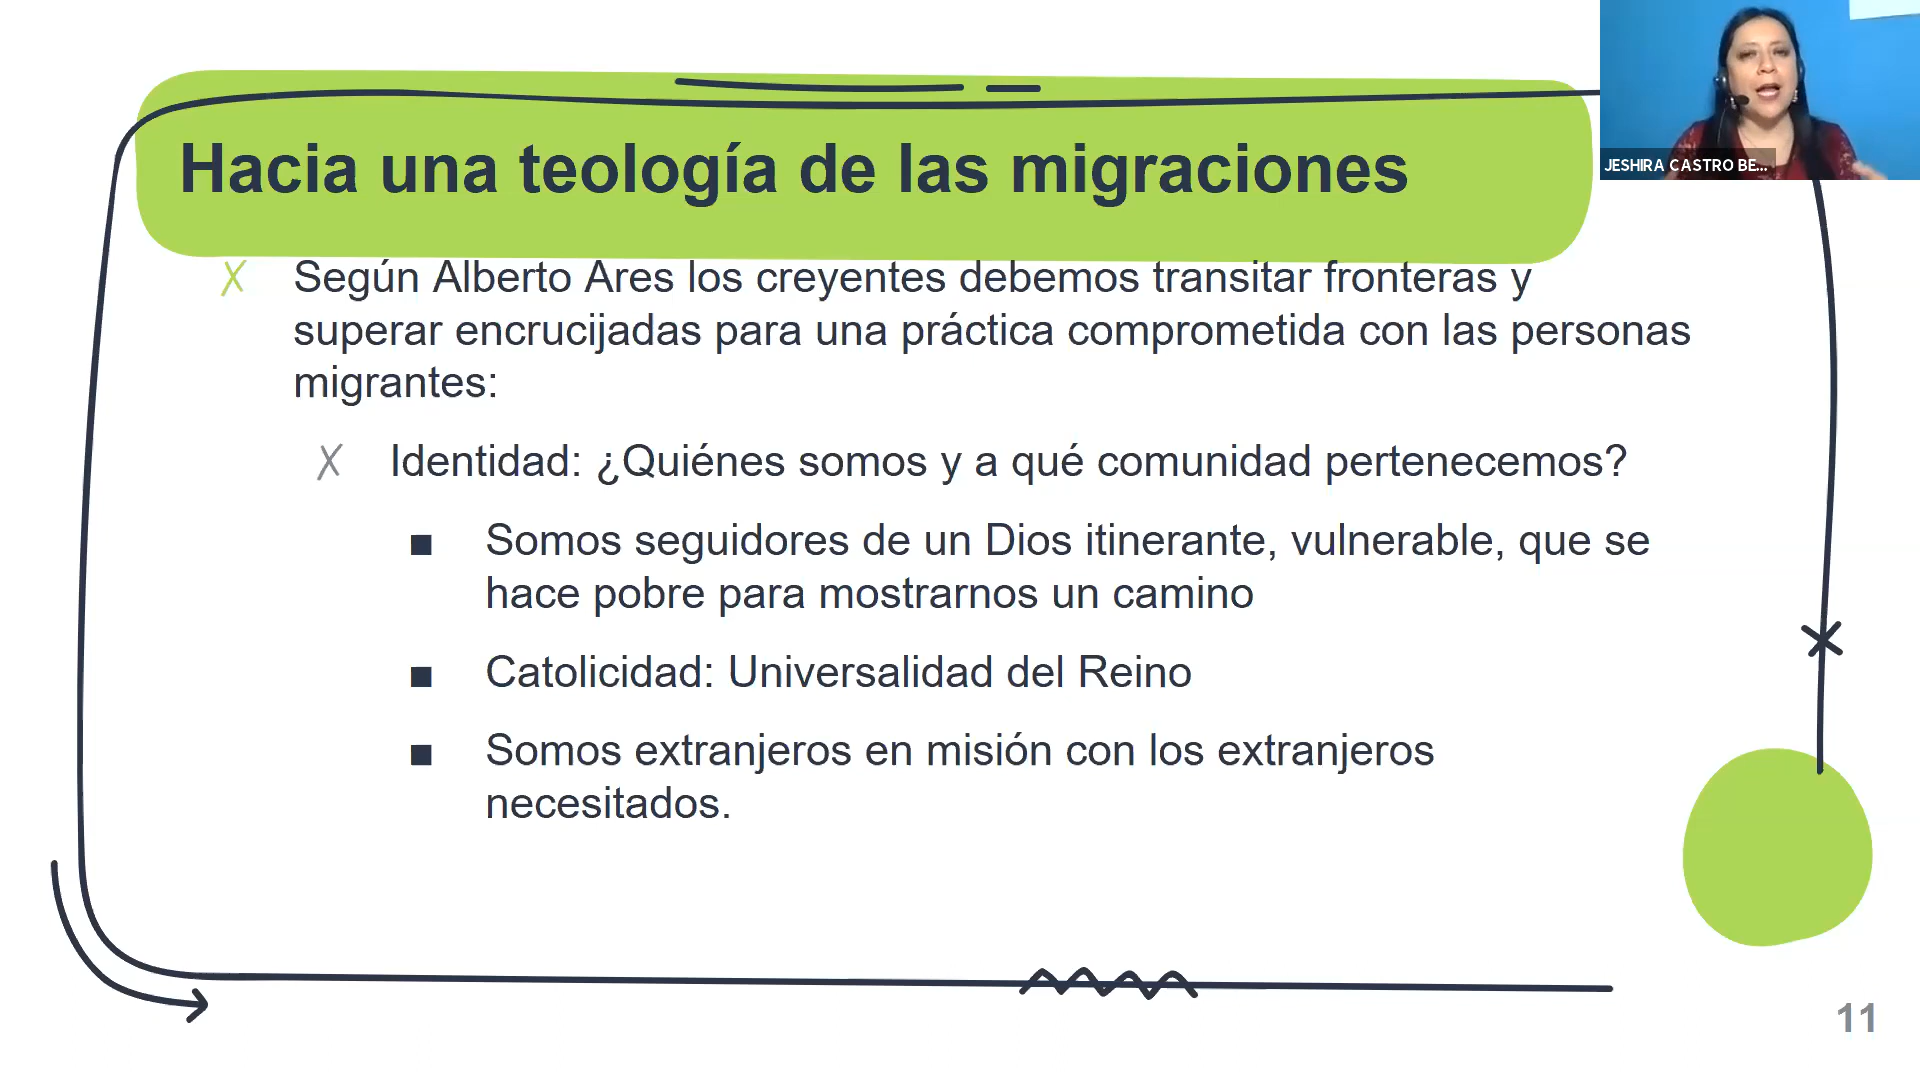 Hacia una teología de las migraciones
JESHIRA CASTRO BE...
Según Alberto Ares los creyentes debemos transitar fronteras y
superar encrucijadas para una práctica comprometida con las personas
migrantes:
Identidad: ¿Quiénes somos y a qué comunidad pertenecemos?
Somos seguidores de un Dios itinerante, vulnerable, que se
hace pobre para mostrarnos un camino
Catolicidad: Universalidad del Reino
Somos extranjeros en misión con los extranjeros
necesitados.
11